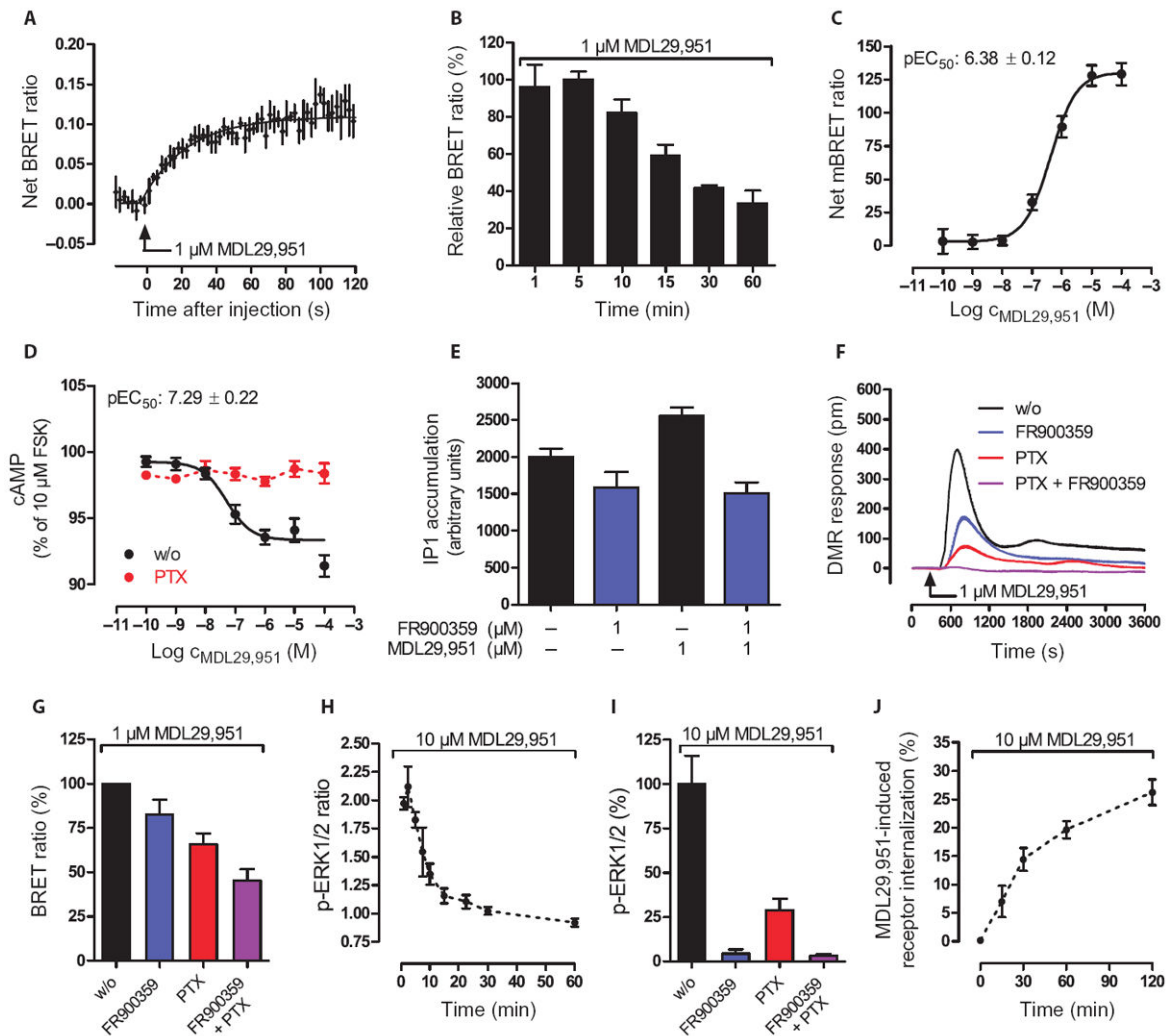 A
Net BRET ratio
0.20
0.15
0.10
0.05
0.00
–0.05
1 µM MDL29,951
0 20 40 60 80 100 120
Time after injection (s)
B
1 µM MDL29,951
Relative BRET ratio (%)
120
100
80
60
40
20
0
1 5 10 15 30 60
Time (min)
C
pEC50: 6.38 ± 0.12
Net mBRET ratio
150
125
100
75
50
25
0
–11 –10 –9 –8 –7 –6 –5 –4 –3
Log cMDL29,951 (M)
D
pEC50: 7.29 ± 0.22
cAMP
(% of 10 µM FSK)
105
100
95
90
w/o
PTX
–11 –10 –9 –8 –7 –6 –5 –4 –3
Log cMDL29,951 (M)
E
IP1 accumulation
(arbitrary units)
3000
2500
2000
1500
1000
500
0
FR900359 (µM) – 1 – 1
MDL29,951 (µM) – – 1 1
F
DMR response (pm)
600
500
400
300
200
100
0
w/o
FR900359
PTX
PTX + FR900359
1 µM MDL29,951
0 600 1200 1800 2400 3000 3600
Time (s)
G
1 µM MDL29,951
BRET ratio (%)
125
100
75
50
25
0
w/o
FR900359
PTX
FR900359
+ PTX
H
10 µM MDL29,951
p-ERK1/2 ratio
2.50
2.25
2.00
1.75
1.50
1.25
1.00
0.75
0 10 20 30 40 50 60
Time (min)
I
10 µM MDL29,951
p-ERK1/2 (%)
125
100
75
50
25
0
w/o
FR900359
PTX
FR900359
+ PTX
J
10 µM MDL29,951
MDL29,951-induced
receptor internalization (%)
35
30
25
20
15
10
5
0
0 30 60 90 120
Time (min)